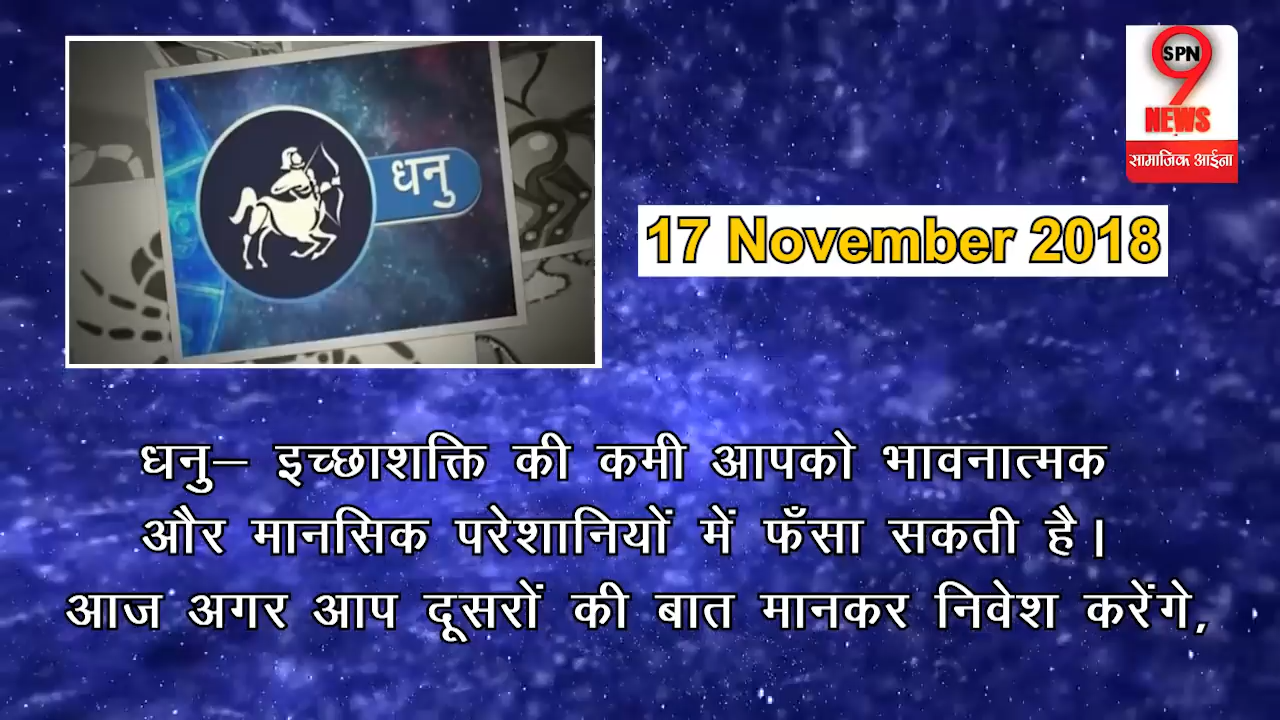 धनु
SPN
9
NEWS
सामाजिक आईना
17 November 2018
धनु– इच्छाशक्ति की कमी आपको भावनात्मक
और मानसिक परेशानियों में फँसा सकती है।
आज अगर आप दूसरों की बात मानकर निवेश करेंगे,